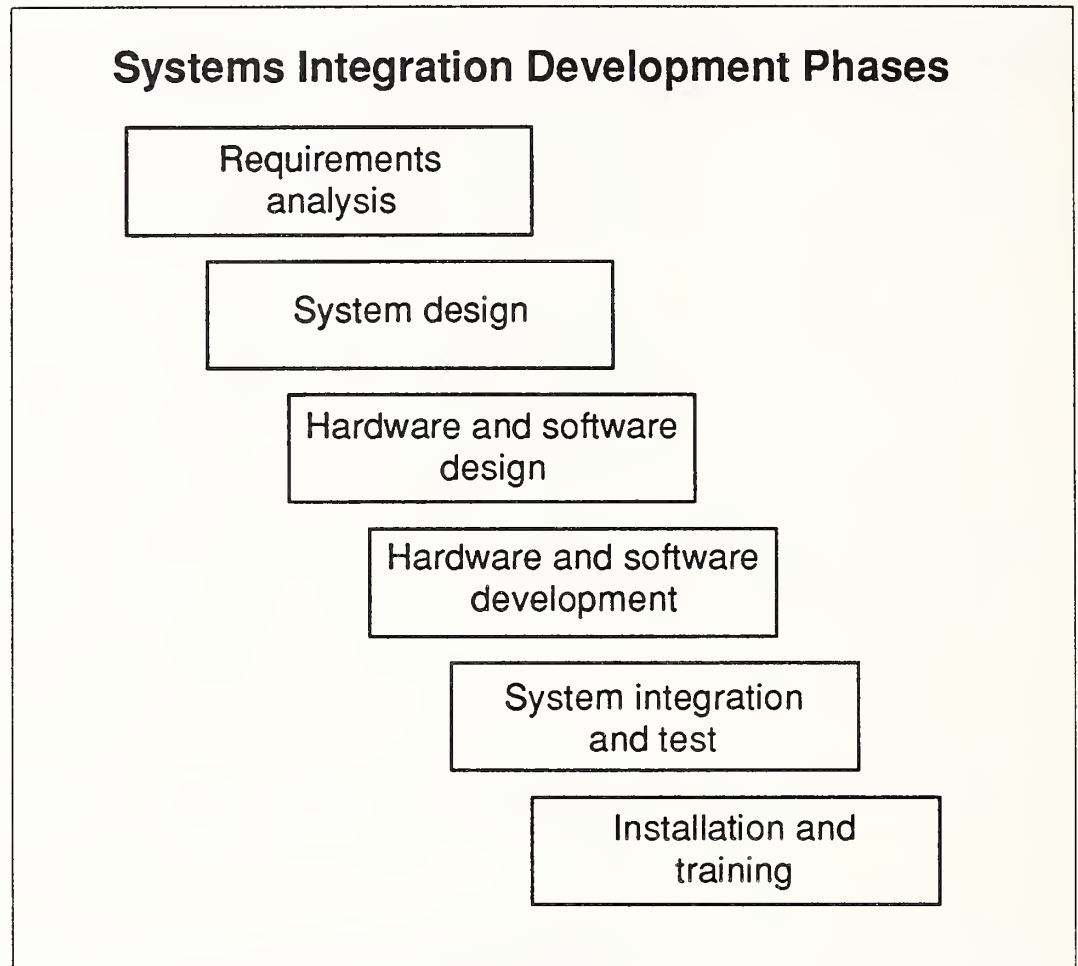 Systems Integration Development Phases
Requirements
analysis
System design
Hardware and software
design
Hardware and software
development
System integration
and test
Installation and
training